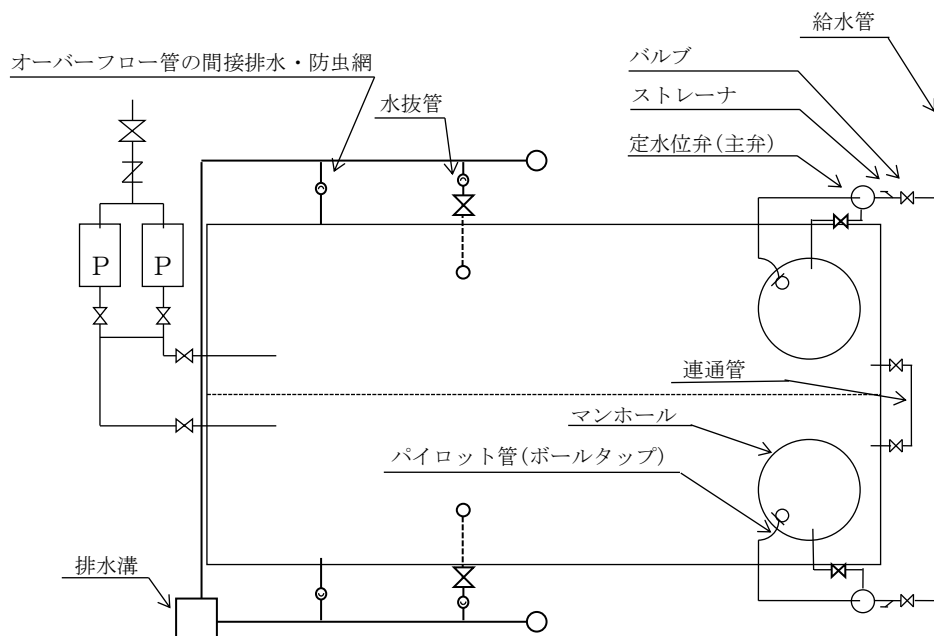 給水管
バルブ
オーバーフロー管の間接排水・防虫網
ストレーナ
水抜管
定水位弁(主弁)
P
P
連通管
マンホール
パイロット管(ボールタップ)
排水溝